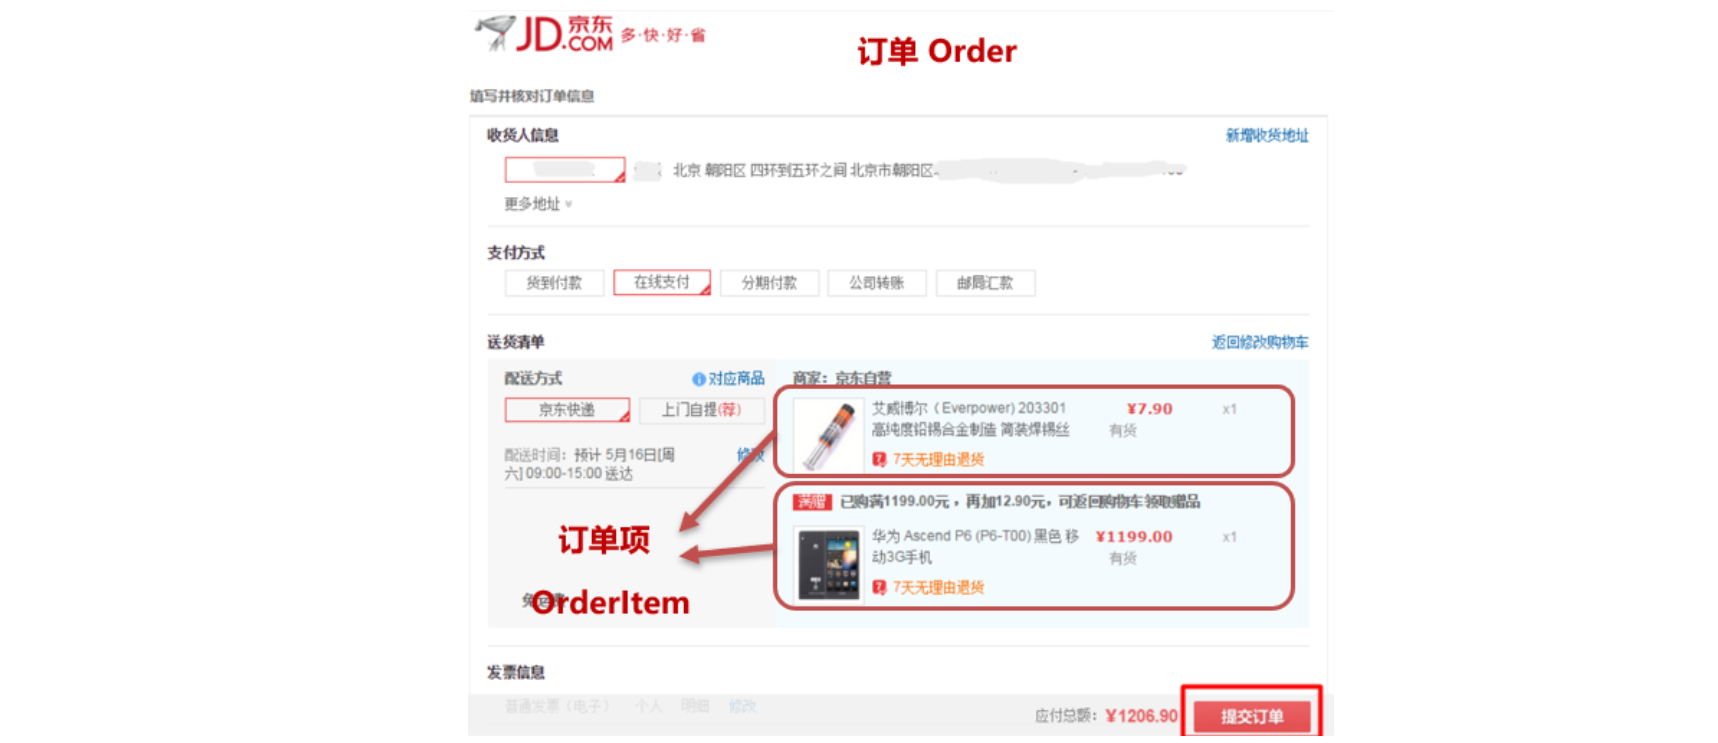 JD.COM 京东 多·快·好·省
订单 Order
填写并核对订单信息
收货人信息 新增收货地址
北京 朝阳区 四环到五环之间 北京市朝阳区
更多地址
支付方式
货到付款 在线支付 分期付款 公司转账 邮局汇款
送货清单 返回修改购物车
配送方式 对应商品 商家：京东自营
京东快递 上门自提(荐)
艾威博尔（Everpower) 203301 ¥7.90 x1
高纯度铅锡合金制造 筒装焊锡丝 有货
7天无理由退货
配送时间：预计 5月16日[周 修改
六] 09:00-15:00 送达
满赠 已购满1199.00元，再加12.90元，可返回购物车领取赠品
华为 Ascend P6 (P6-T00) 黑色 移 ¥1199.00 x1
动3G手机 有货
7天无理由退货
订单项
OrderItem
发票信息
普通发票（电子） 个人 明细 修改
应付总额：¥1206.90 提交订单